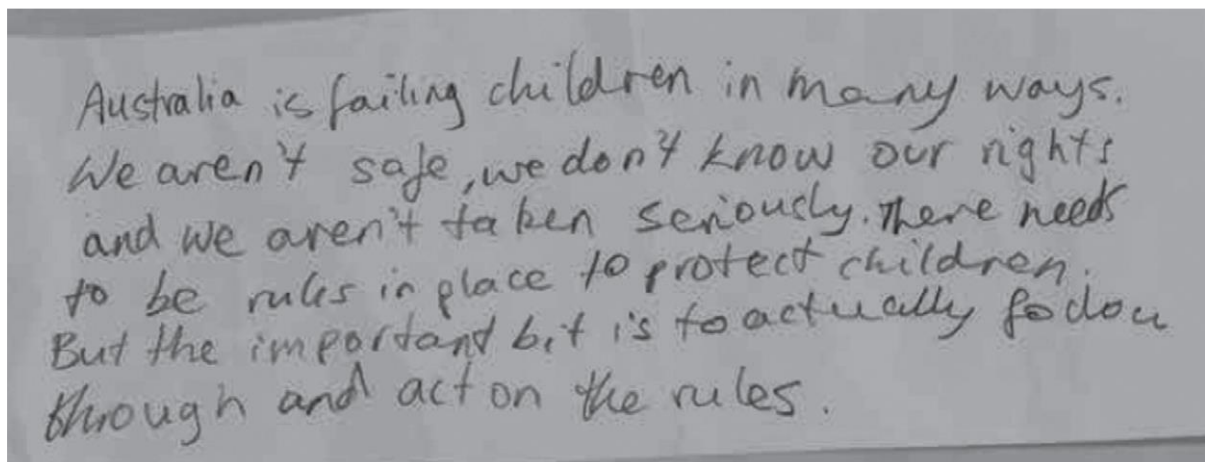 Australia is failing children in many ways.
We aren't safe, we don't know our rights
and we aren't taken seriously. There needs
to be rules in place to protect children.
But the important bit is to actually follow
through and act on the rules.